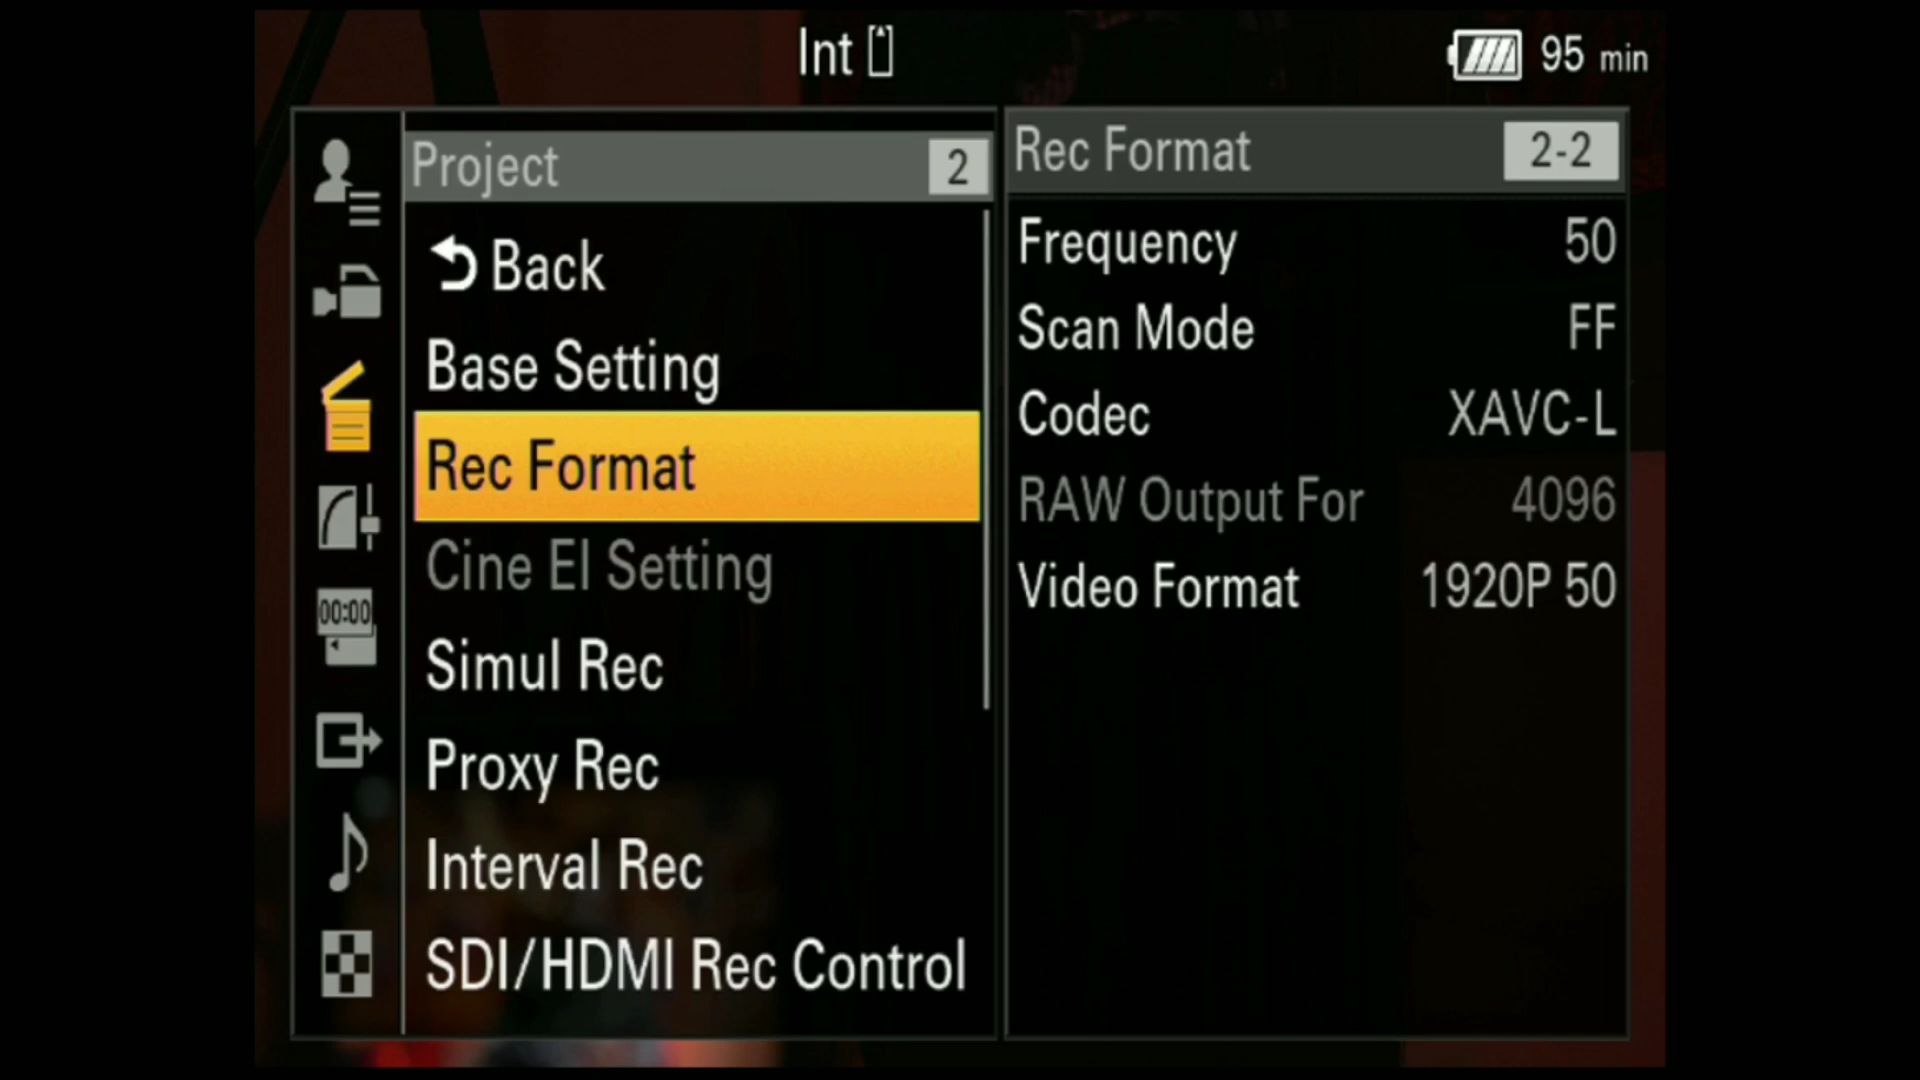 Int
95 min
Project 2
Back
Base Setting
Rec Format
Cine EI Setting
Simul Rec
Proxy Rec
Interval Rec
SDI/HDMI Rec Control
00:00
Rec Format 2-2
Frequency 50
Scan Mode FF
Codec XAVC-L
RAW Output For 4096
Video Format 1920P 50